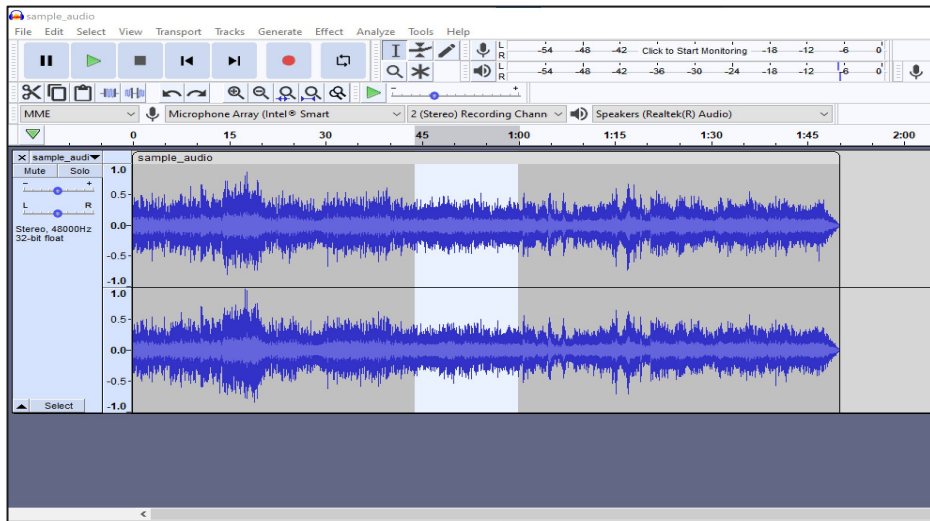 sample_audio
File Edit Select View Transport Tracks Generate Effect Analyze Tools Help
L R -54 -48 -42 Click to Start Monitoring -18 -12 -6 0
L R -54 -48 -42 -36 -30 -24 -18 -12 -6 0
- +
MME Microphone Array (Intel® Smart 2 (Stereo) Recording Chann Speakers (Realtek(R) Audio)
0 15 30 45 1:00 1:15 1:30 1:45 2:00
× sample_audi sample_audio
Mute Solo
- +
L R
Stereo, 48000Hz
32-bit float
1.0
0.5
0.0
-0.5
-1.0
1.0
0.5
0.0
-0.5
-1.0
Select